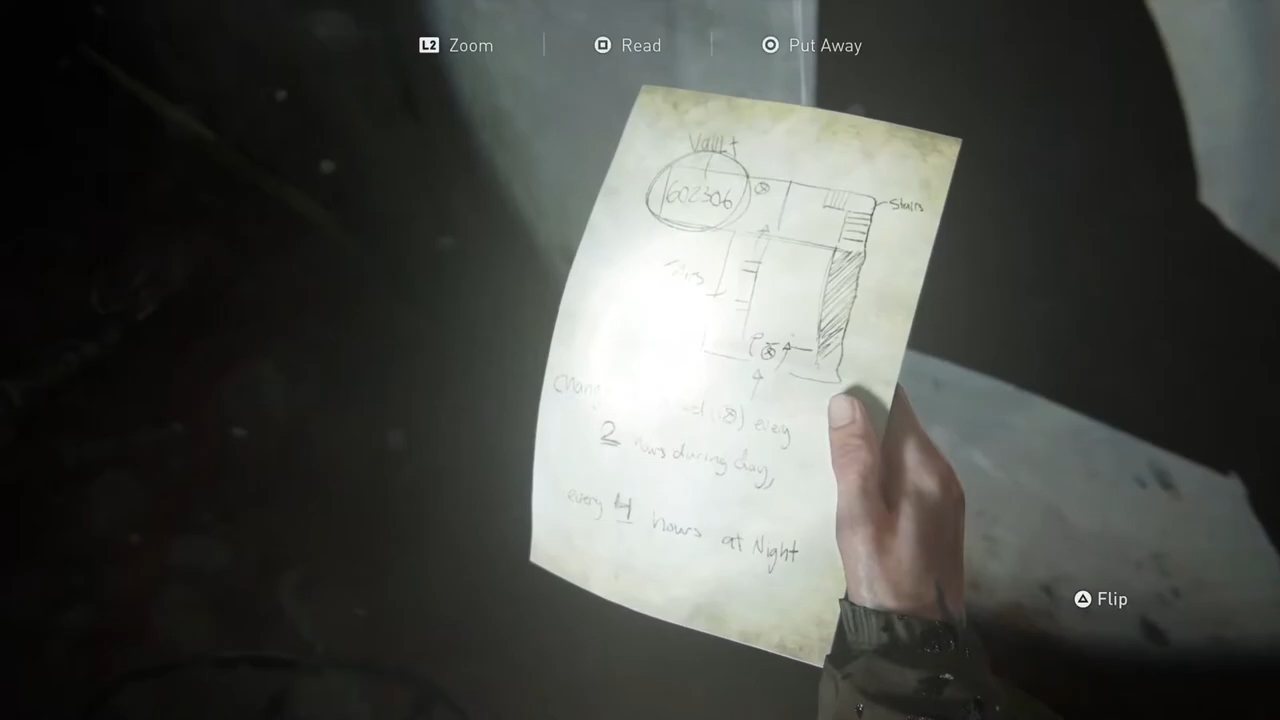 L2 Zoom
Read
Put Away
Vault
602306
Stairs
every
2 hours during day,
every 4 hours at Night
Flip